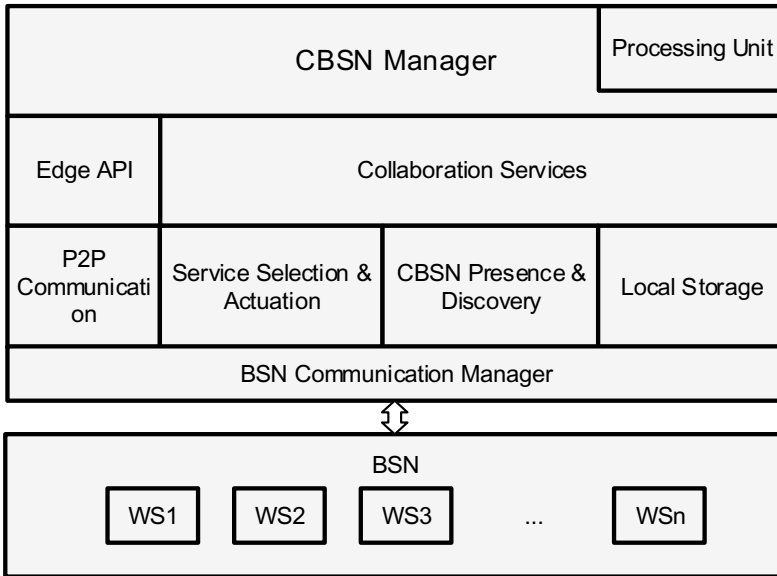 CBSN Manager
Processing Unit
Edge API
Collaboration Services
P2P
Communicati
on
Service Selection &
Actuation
CBSN Presence &
Discovery
Local Storage
BSN Communication Manager
BSN
WS1
WS2
WS3
...
WSn